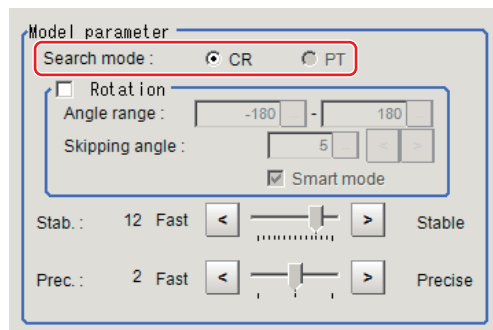 Model parameter
Search mode : CR PT
Rotation
Angle range : -180 - 180
Skipping angle : 5 < >
Smart mode
Stab. : 12 Fast < > Stable
Prec. : 2 Fast < > Precise